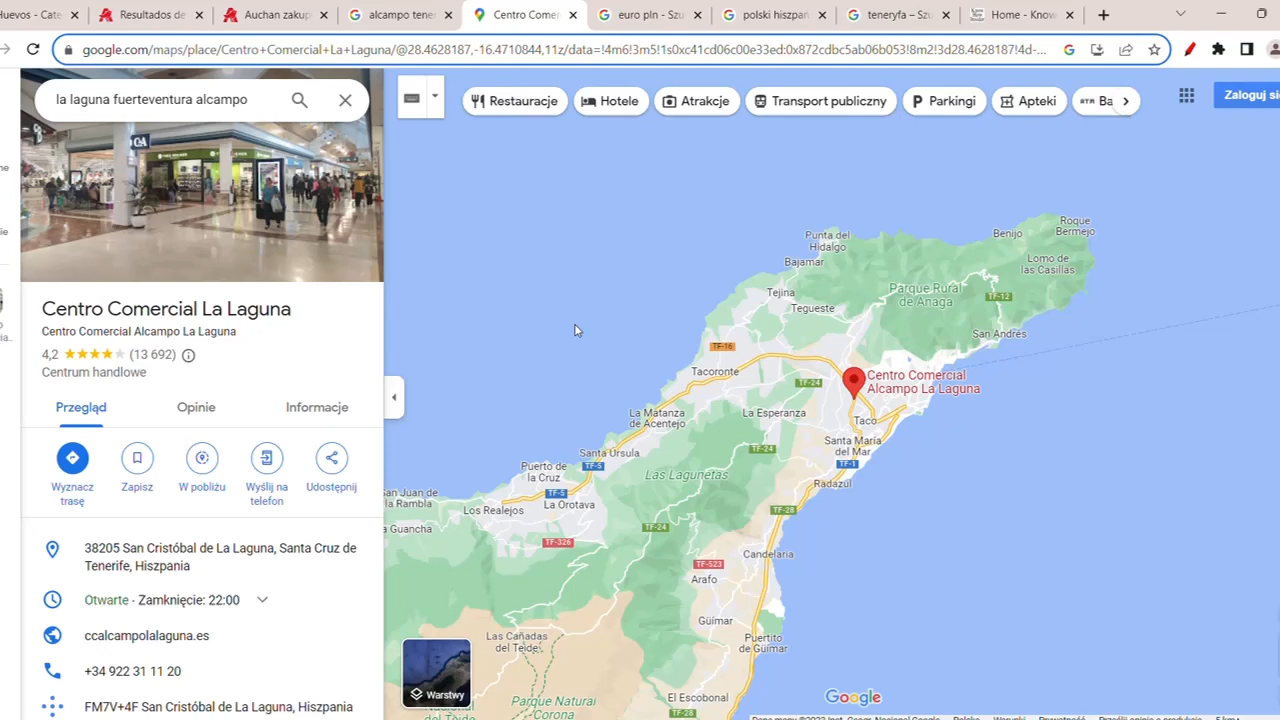 Huevos - Cate
Resultados de
Auchan zakup
alcampo tene
Centro Comer
euro pln - Szu
polski hiszpan
teneryfa – Sz
Home - Know
google.com/maps/place/Centro+Comercial+La+Laguna/@28.4628187,-16.4710844,11z/data=!4m6!3m5!1s0xc41cd06c00e33ed:0x872cdbc5ab06b053!8m2!3d28.4628187!4d-...
la laguna fuerteventura alcampo
Restauracje
Hotele
Atrakcje
Transport publiczny
Parkingi
Apteki
ATM Ba
Zaloguj się
Centro Comercial La Laguna
Centro Comercial Alcampo La Laguna
4,2 (13 692)
Centrum handlowe
Przegląd
Opinie
Informacje
Wyznacz
trasę
Zapisz
W pobliżu
Wyślij na
telefon
Udostępnij
38205 San Cristóbal de La Laguna, Santa Cruz de
Tenerife, Hiszpania
Otwarte · Zamknięcie: 22:00
ccalcampolalaguna.es
+34 922 31 11 20
FM7V+4F San Cristóbal de La Laguna, Hiszpania
Roque
Bermejo
Benijo
Punta del
Hidalgo
Bajamar
Lomo de
las Casillas
Tejina
Parque Rural
de Anaga
TF-12
Tegueste
San Andrés
TF-16
Tacoronte
TF-24
Centro Comercial
Alcampo La Laguna
La Matanza
de Acentejo
La Esperanza
Taco
Santa María
del Mar
Santa Úrsula
TF-24
TF-1
TF-5
Puerto de
la Cruz
Las Lagunetas
Radazul
San Juan de
la Rambla
TF-5
La Orotava
Los Realejos
TF-28
a Guancha
TF-24
TF-326
Candelaria
TF-523
Arafo
Güímar
Las Cañadas
del Teide
Puertito
de Güímar
Warstwy
Parque Natural
Corona
El Escobonal
TF-28
Google